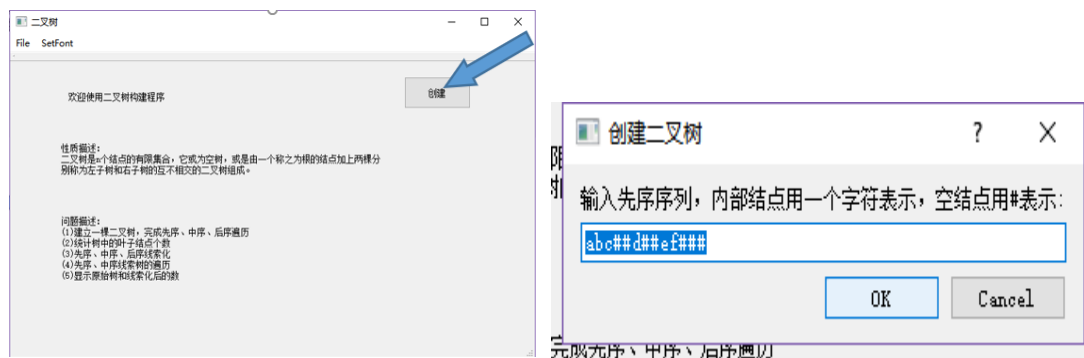 二叉树
File SetFont
欢迎使用二叉树构建程序
创建
性质描述:
二叉树是n个结点的有限集合，它或为空树，或是由一个称之为根的结点加上两棵分
别称为左子树和右子树的互不相交的二叉树组成。
问题描述:
(1)建立一棵二叉树，完成先序、中序、后序遍历
(2)统计树中的叶子结点个数
(3)先序、中序、后序线索化
(4)先序、中序线索树的遍历
(5)显示原始树和线索化后的数
创建二叉树
输入先序序列，内部结点用一个字符表示，空结点用#表示:
abc##d##ef###
OK Cancel
完成先序、中序、后序遍历